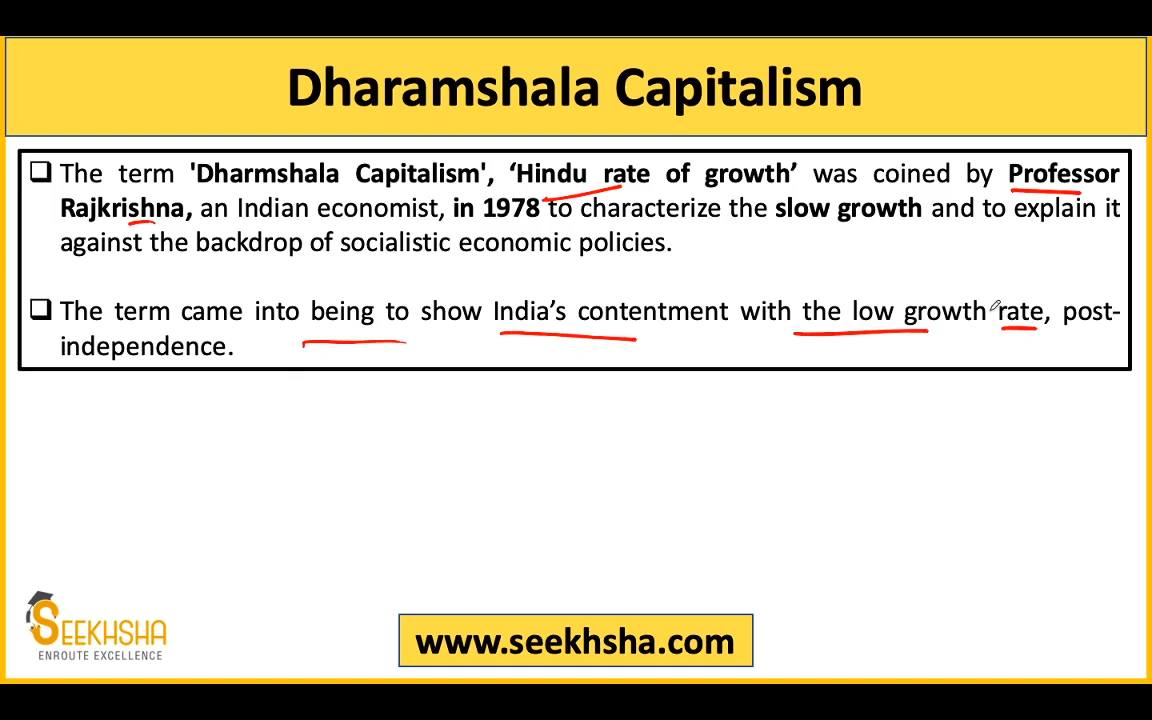 Dharamshala Capitalism
❑ The term 'Dharmshala Capitalism', ‘Hindu rate of growth’ was coined by Professor
Rajkrishna, an Indian economist, in 1978 to characterize the slow growth and to explain it
against the backdrop of socialistic economic policies.
❑ The term came into being to show India’s contentment with the low growth rate, post-
independence.
SEEKHSHA
ENROUTE EXCELLENCE
www.seekhsha.com